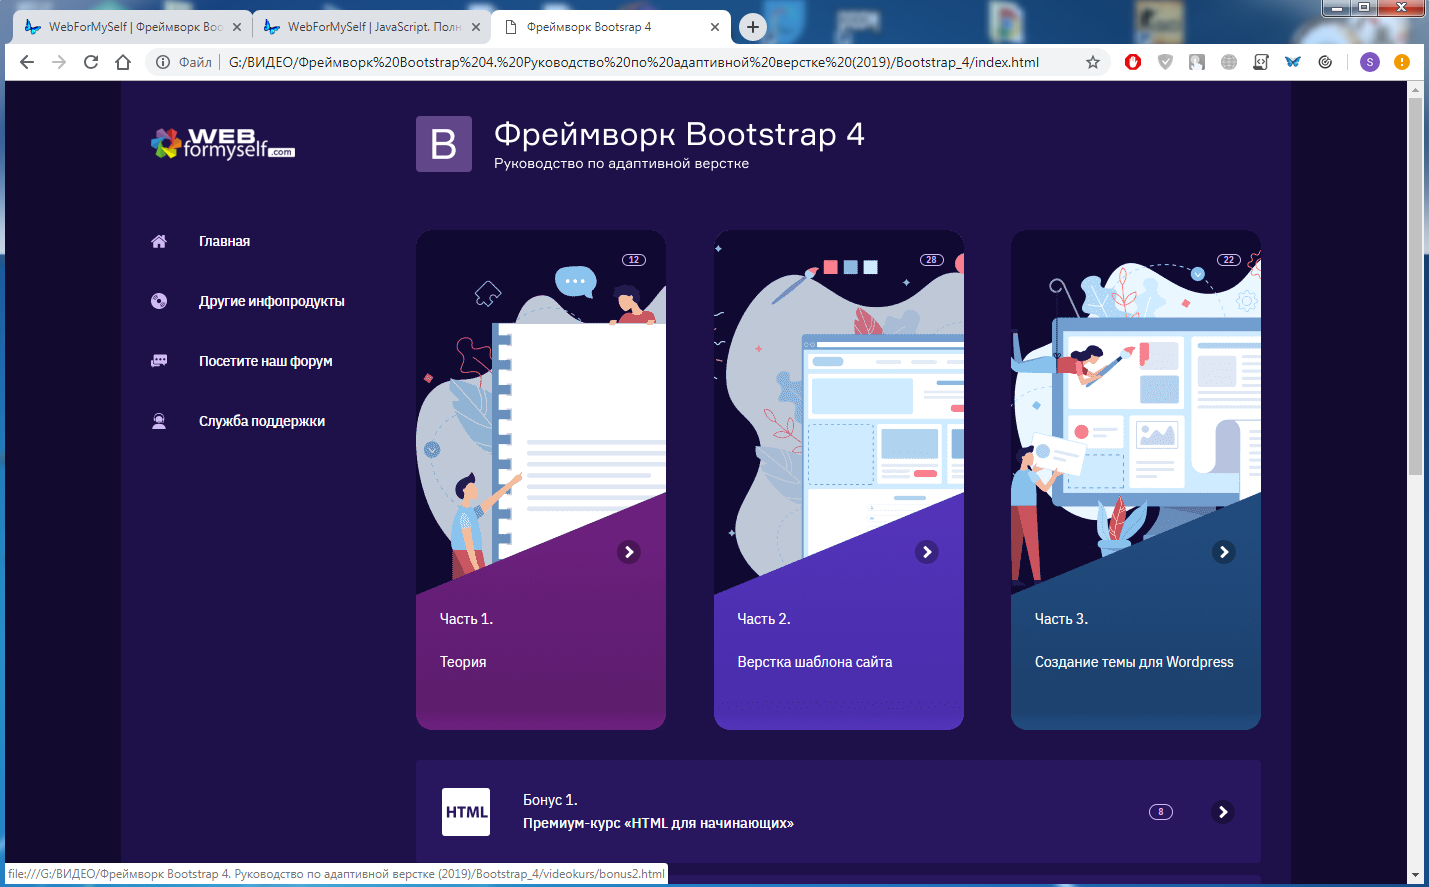 WebForMySelf | Фреймворк Boo
WebForMySelf | JavaScript. Полн
Фреймворк Bootsrap 4
Файл
G:/ВИДЕО/Фреймворк%20Bootstrap%204.%20Руководство%20по%20адаптивной%20верстке%20(2019)/Bootstrap_4/index.html
S
WEB
formyself.com
B
Фреймворк Bootstrap 4
Руководство по адаптивной верстке
Главная
Другие инфопродукты
Посетите наш форум
Служба поддержки
12
Часть 1.
Теория
28
Часть 2.
Верстка шаблона сайта
22
Часть 3.
Создание темы для Wordpress
HTML
Бонус 1.
Премиум-курс «HTML для начинающих»
8
file:///G:/ВИДЕО/Фреймворк Bootstrap 4. Руководство по адаптивной верстке (2019)/Bootstrap_4/videokurs/bonus2.html